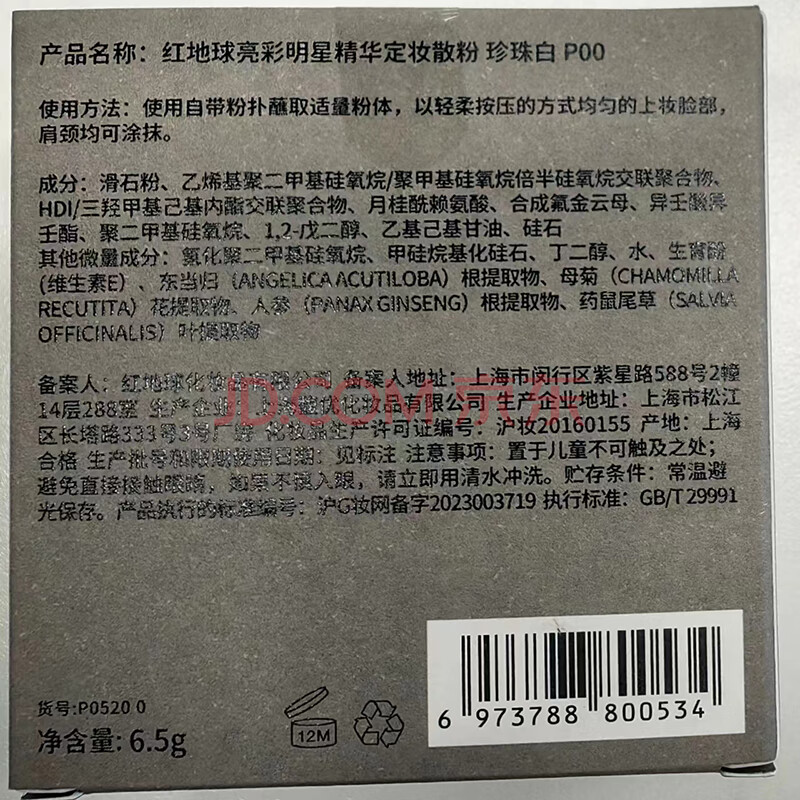 产品名称：红地球亮彩明星精华定妆散粉 珍珠白 P00
使用方法：使用自带粉扑蘸取适量粉体，以轻柔按压的方式均匀的上妆脸部，
肩颈均可涂抹。
成分：滑石粉、乙烯基聚二甲基硅氧烷/聚甲基硅氧烷倍半硅氧烷交联聚合物、
HDI/三羟甲基己基内酯交联聚合物、月桂酰赖氨酸、合成氟金云母、异壬酸异
壬酯、聚二甲基硅氧烷、1,2-戊二醇、乙基己基甘油、硅石
其他微量成分：氢化聚二甲基硅氧烷、甲硅烷基化硅石、丁二醇、水、生育酚
(维生素E)、东当归（ANGELICA ACUTILOBA）根提取物、母菊（CHAMOMILLA
RECUTITA）花提取物、人参（PANAX GINSENG）根提取物、药鼠尾草（SALVIA
OFFICINALIS）叶提取物
备案人：红地球化妆品有限公司 备案人地址：上海市闵行区紫星路588号2幢
14层288室 生产企业：上海蓝优化妆品有限公司 生产企业地址：上海市松江
区长塔路333号3号厂房 化妆品生产许可证编号：沪妆20160155 产地：上海
合格 生产批号和限期使用日期：见标注 注意事项：置于儿童不可触及之处；
避免直接接触眼睛，如果不慎入眼，请立即用清水冲洗。贮存条件：常温避
光保存。产品执行的标准编号：沪G妆网备字2023003719 执行标准：GB/T 29991
JD.COM 京东
货号:P0520 0
净含量: 6.5g
12M
6 973788 800534